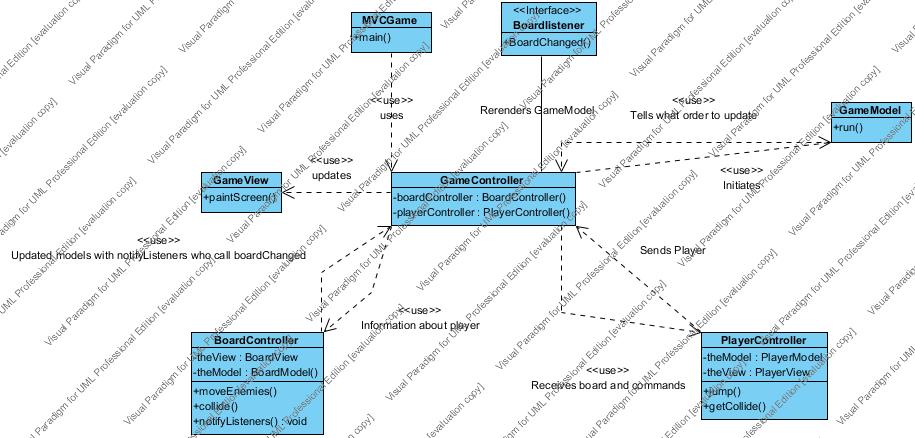 MVCGame
+main()
<<Interface>>
Boardlistener
+BoardChanged()
<<use>>
uses
Rerenders GameModel
<<use>>
Tells what order to update
GameModel
+run()
<<use>>
updates
GameView
+paintScreen()
GameController
-boardController : BoardController()
-playerController : PLayerController()
<<use>>
Initiates
<<use>>
Updated models with notifyListeners who call boardChanged
Sends Player
<<use>>
Information about player
BoardController
-theView : BoardView
-theModel : BoardModel()
+moveEnemies()
+collide()
+notifyListeners() : void
<<use>>
Receives board and commands
PlayerController
-theModel : PlayerModel
-theView : PlayerView
+jump()
+getCollide()
Visual Paradigm for UML Professional Edition [evaluation copy]